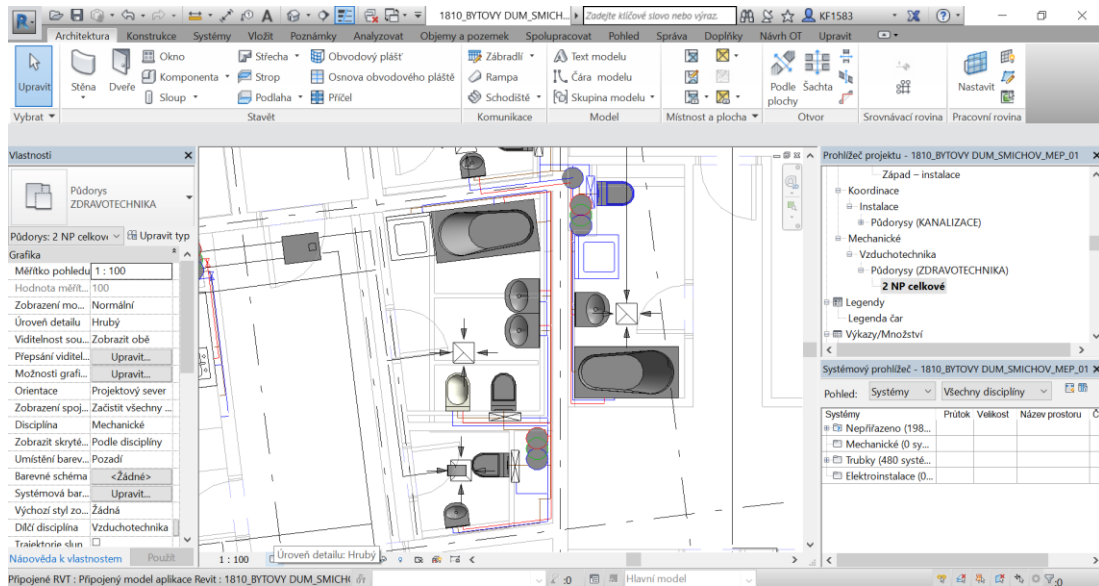 R
A
1810_BYTOVY DUM_SMICH...
Zadejte klíčové slovo nebo výraz.
KF1583
Architektura Konstrukce Systémy Vložit Poznámky Analyzovat Objemy a pozemek Spolupracovat Pohled Správa Doplňky Návrh OT Upravit
Upravit
Stěna
Dveře
Okno
Komponenta
Sloup
Střecha
Strop
Podlaha
Obvodový plášť
Osnova obvodového pláště
Příčel
Zábradlí
Rampa
Schodiště
Text modelu
Čára modelu
Skupina modelu
Podle plochy
Šachta
Nastavit
Vybrat
Stavět
Komunikace
Model
Místnost a plocha
Otvor
Srovnávací rovina
Pracovní rovina
Vlastnosti
Půdorys
ZDRAVOTECHNIKA
Půdorys: 2 NP celkov
Upravit typ
Grafika
Měřítko pohledu 1 : 100
Hodnota měřít... 100
Zobrazení mo... Normální
Úroveň detailu Hrubý
Viditelnost sou... Zobrazit obě
Přepsání viditel... Upravit...
Možnosti grafi... Upravit...
Orientace Projektový sever
Zobrazení spoj... Začistit všechny ...
Disciplína Mechanické
Zobrazit skryté... Podle disciplíny
Umístění barev... Pozadí
Barevné schéma <Žádné>
Systémová bar... Upravit...
Výchozí styl zo... Žádná
Dílčí disciplína Vzduchotechnika
Trajektorie slun
Nápověda k vlastnostem Použít
1 : 100
Úroveň detailu: Hrubý
Prohlížeč projektu - 1810_BYTOVY DUM_SMICHOV_MEP_01
Západ – instalace
Koordinace
Instalace
Půdorysy (KANALIZACE)
Mechanické
Vzduchotechnika
Půdorysy (ZDRAVOTECHNIKA)
2 NP celkové
Legendy
Legenda čar
Výkazy/Množství
Systémový prohlížeč - 1810_BYTOVY DUM_SMICHOV_MEP_01
Pohled: Systémy Všechny disciplíny
Systémy Průtok Velikost Název prostoru Č
Nepřiřazeno (198...
Mechanické (0 sy...
Trubky (480 systé...
Elektroinstalace (0...
Připojené RVT : Připojený model aplikace Revit : 1810_BYTOVY DUM_SMICH
:0
Hlavní model
:0